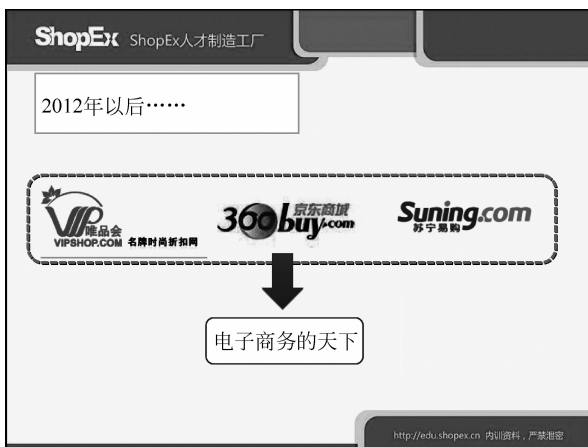 ShopEx ShopEx人才制造工厂
2012年以后……
VIP 唯品会
VIPSHOP.COM 名牌时尚折扣网
京东商城
360buy.com
Suning.com
苏宁易购
电子商务的天下
http://edu.shopex.cn 内训资料，严禁泄密